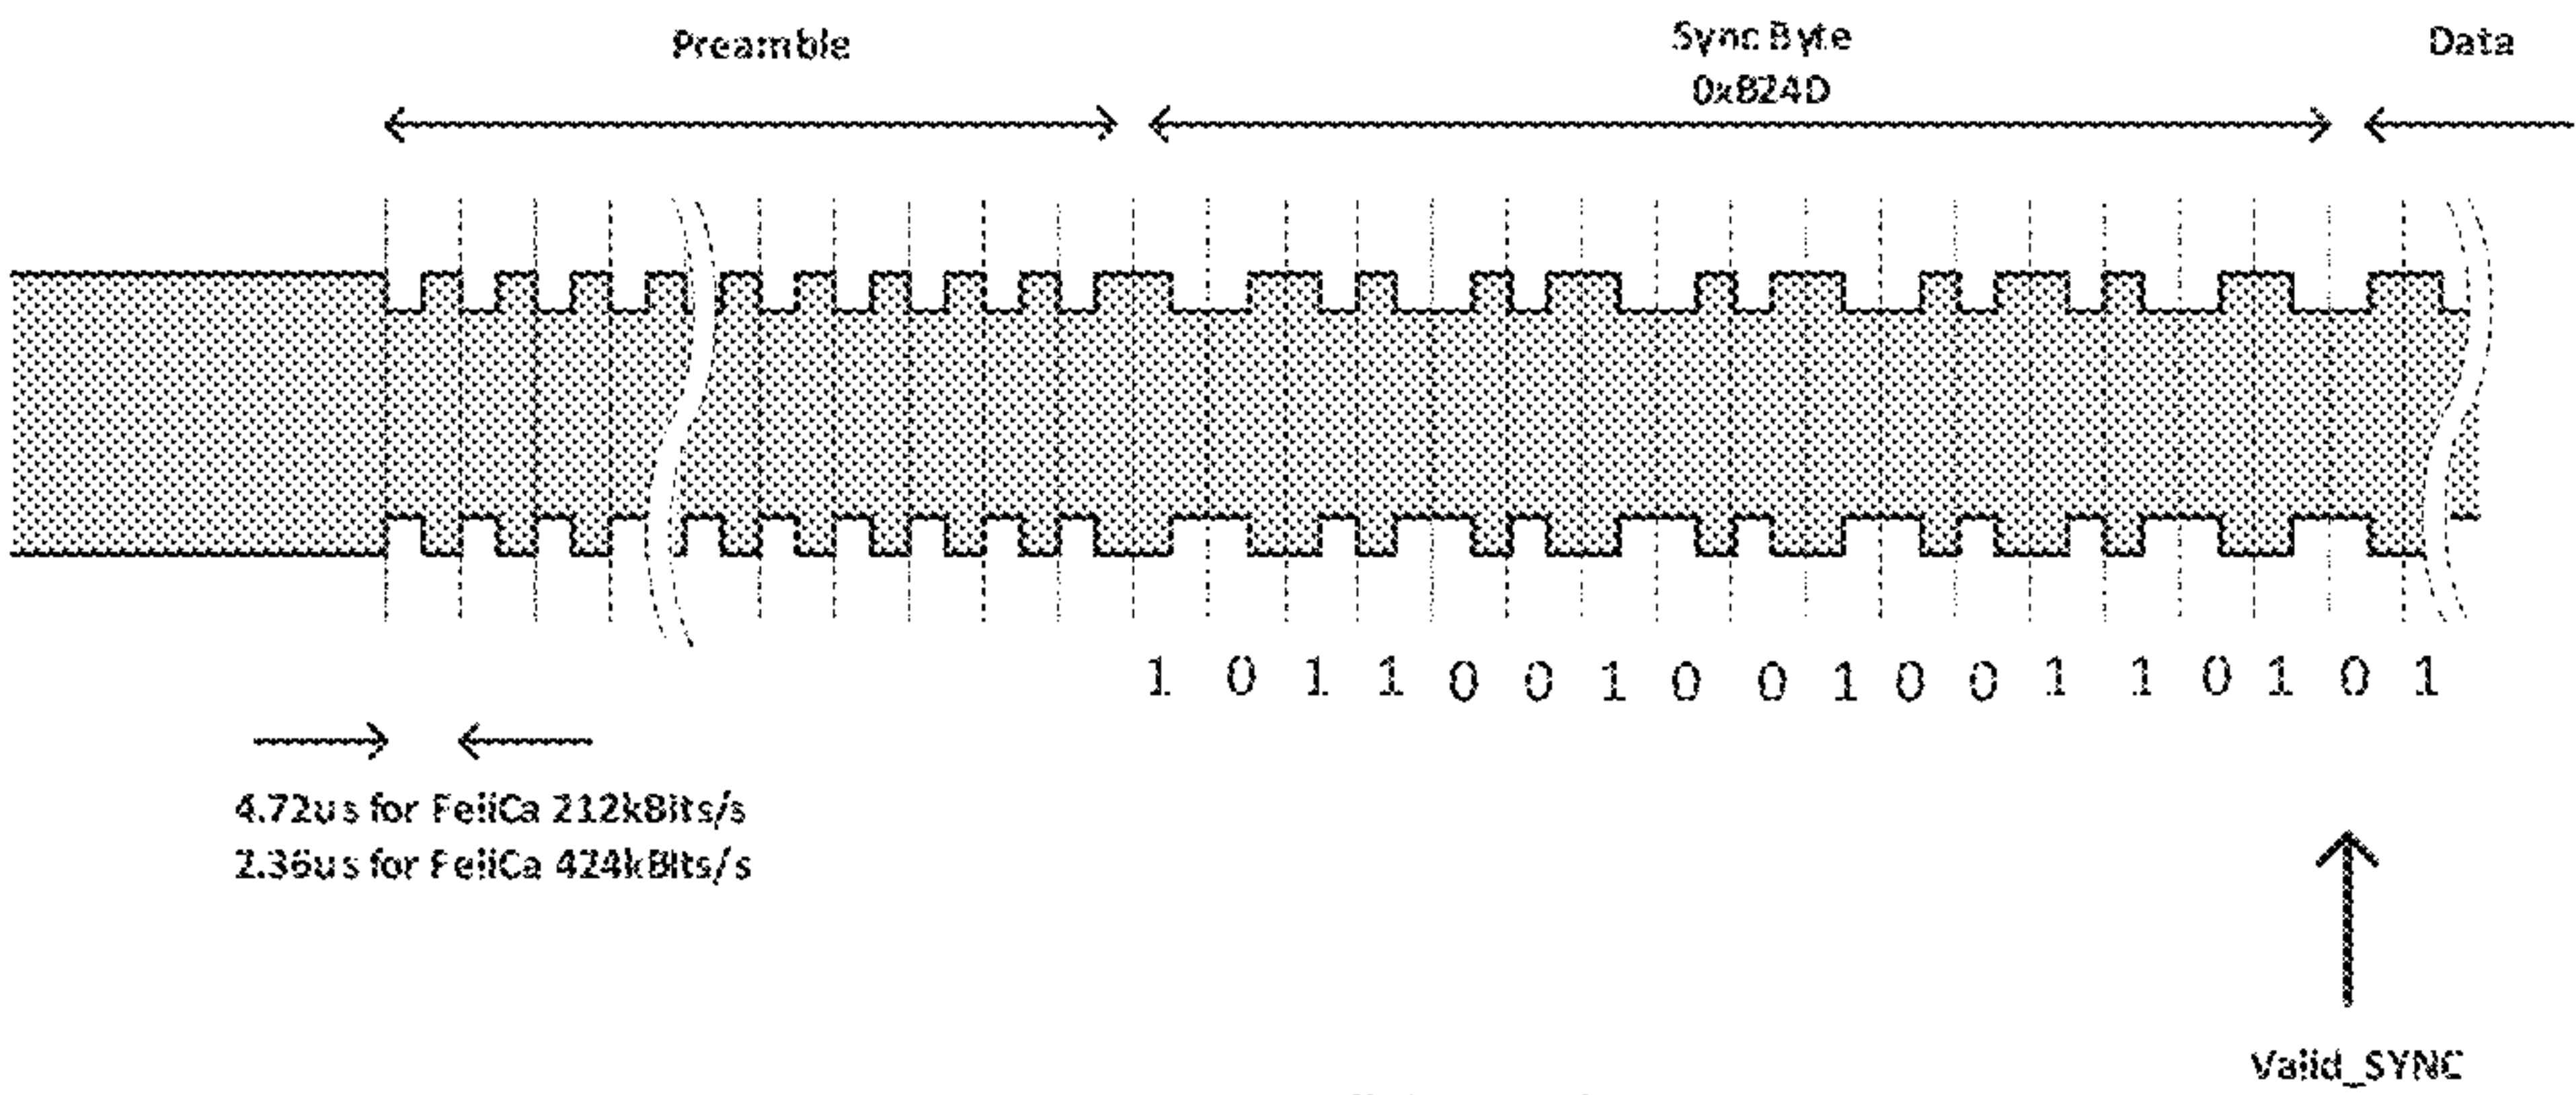 Preamble
Sync Byte
0xB24D
Data
1 0 1 1 0 0 1 0 0 1 0 0 1 1 0 1 0 1
4.72us for FeliCa 212kBits/s
2.36us for FeliCa 424kBits/s
Valid_SYNC